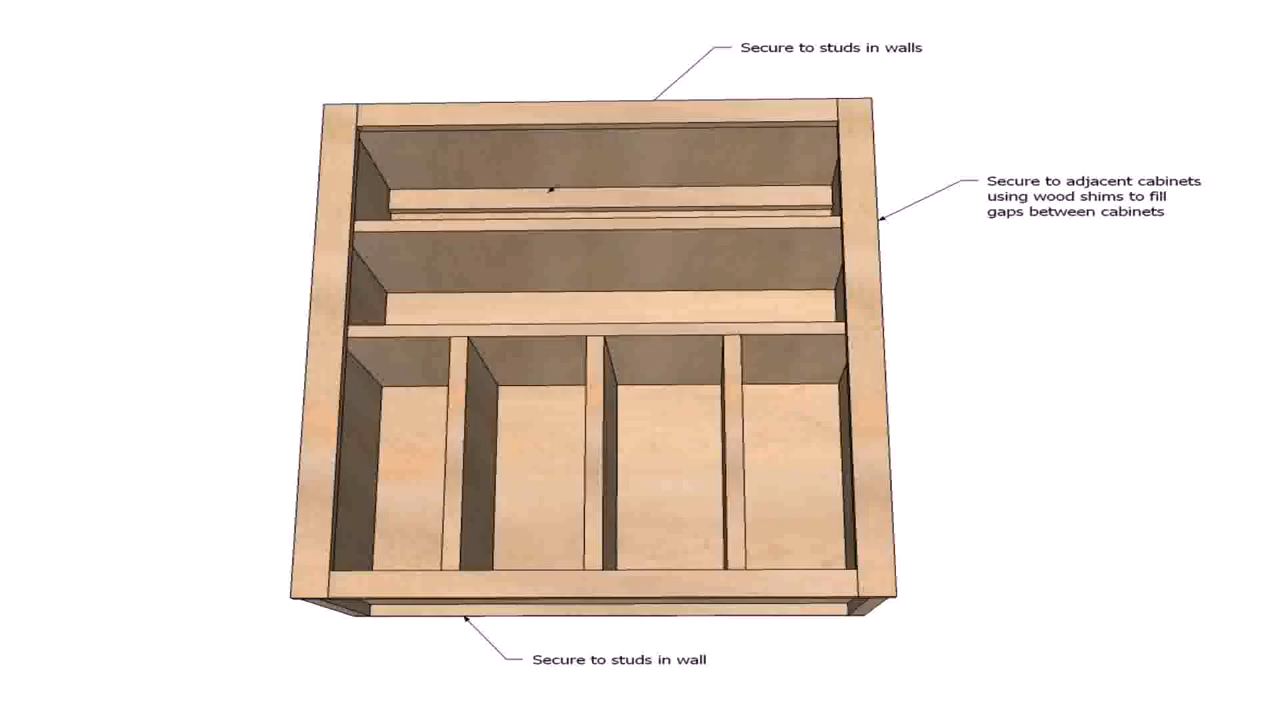 Secure to studs in walls
Secure to adjacent cabinets
using wood shims to fill
gaps between cabinets
Secure to studs in wall